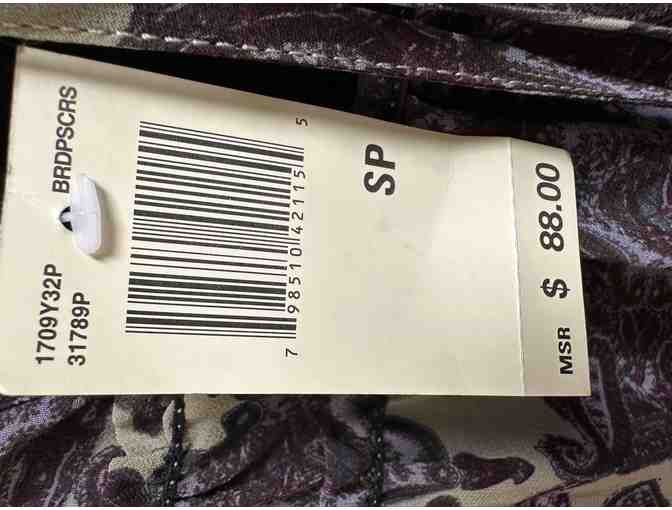 1709Y32P BRDPSCRS
31789P
7 98510 42115 5
SP
MSR $ 88.00